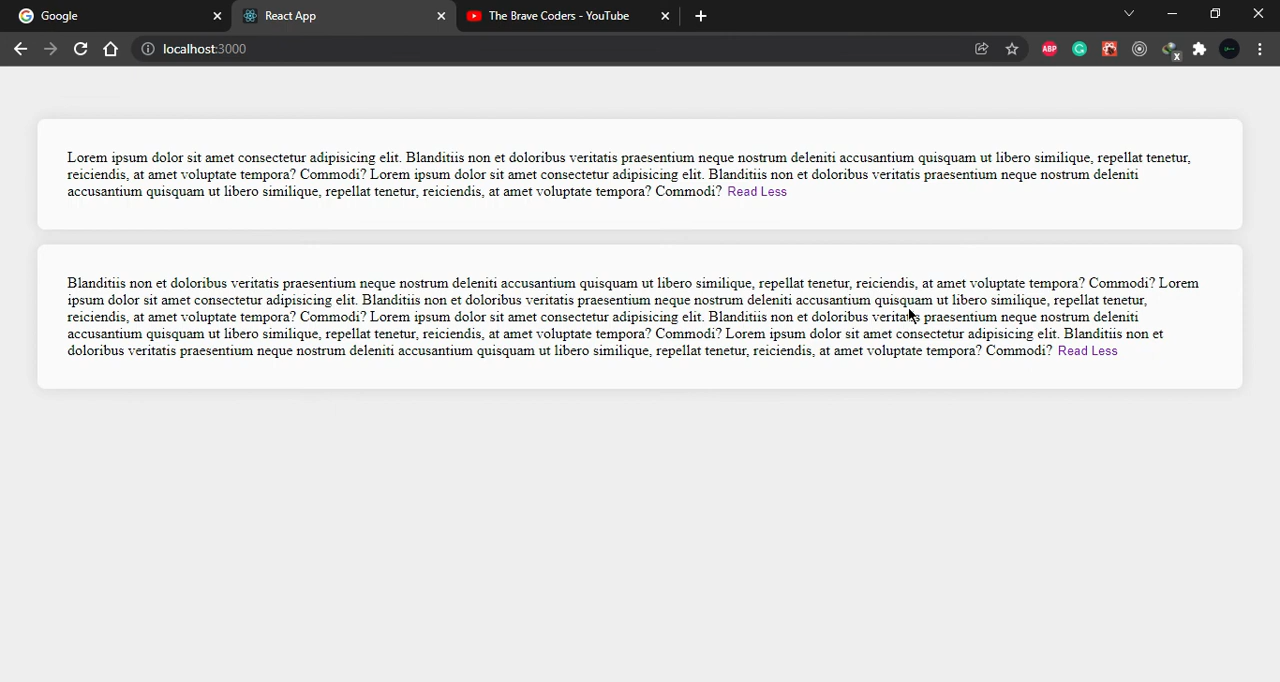 Google
React App
The Brave Coders - YouTube
localhost:3000
ABP
Lorem ipsum dolor sit amet consectetur adipisicing elit. Blanditiis non et doloribus veritatis praesentium neque nostrum deleniti accusantium quisquam ut libero similique, repellat tenetur,
reiciendis, at amet voluptate tempora? Commodi? Lorem ipsum dolor sit amet consectetur adipisicing elit. Blanditiis non et doloribus veritatis praesentium neque nostrum deleniti
accusantium quisquam ut libero similique, repellat tenetur, reiciendis, at amet voluptate tempora? Commodi? Read Less
Blanditiis non et doloribus veritatis praesentium neque nostrum deleniti accusantium quisquam ut libero similique, repellat tenetur, reiciendis, at amet voluptate tempora? Commodi? Lorem
ipsum dolor sit amet consectetur adipisicing elit. Blanditiis non et doloribus veritatis praesentium neque nostrum deleniti accusantium quisquam ut libero similique, repellat tenetur,
reiciendis, at amet voluptate tempora? Commodi? Lorem ipsum dolor sit amet consectetur adipisicing elit. Blanditiis non et doloribus veritatis praesentium neque nostrum deleniti
accusantium quisquam ut libero similique, repellat tenetur, reiciendis, at amet voluptate tempora? Commodi? Lorem ipsum dolor sit amet consectetur adipisicing elit. Blanditiis non et
doloribus veritatis praesentium neque nostrum deleniti accusantium quisquam ut libero similique, repellat tenetur, reiciendis, at amet voluptate tempora? Commodi? Read Less